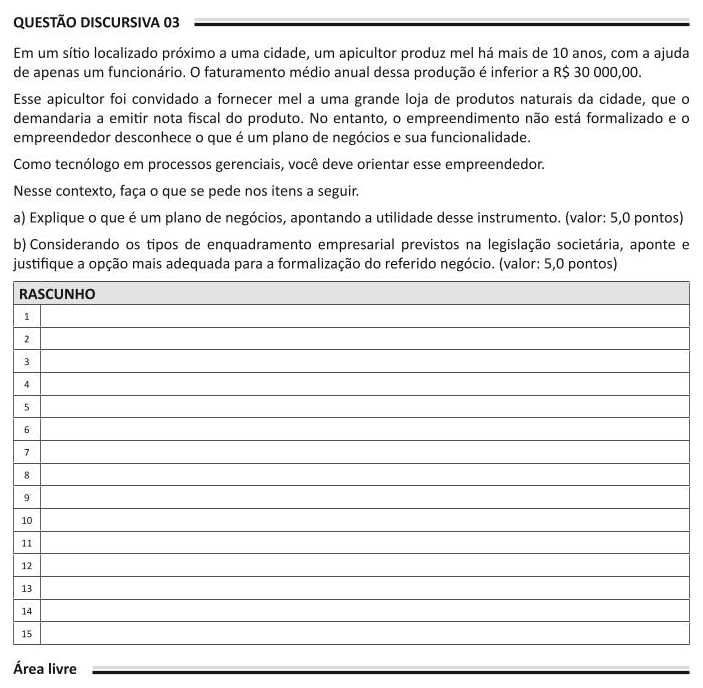 QUESTÃO DISCURSIVA 03
Em um sítio localizado próximo a uma cidade, um apicultor produz mel há mais de 10 anos, com a ajuda
de apenas um funcionário. O faturamento médio anual dessa produção é inferior a R$ 30 000,00.
Esse apicultor foi convidado a fornecer mel a uma grande loja de produtos naturais da cidade, que o
demandaria a emitir nota fiscal do produto. No entanto, o empreendimento não está formalizado e o
empreendedor desconhece o que é um plano de negócios e sua funcionalidade.
Como tecnólogo em processos gerenciais, você deve orientar esse empreendedor.
Nesse contexto, faça o que se pede nos itens a seguir.
a) Explique o que é um plano de negócios, apontando a utilidade desse instrumento. (valor: 5,0 pontos)
b) Considerando os tipos de enquadramento empresarial previstos na legislação societária, aponte e
justifique a opção mais adequada para a formalização do referido negócio. (valor: 5,0 pontos)
RASCUNHO
1
2
3
4
5
6
7
8
9
10
11
12
13
14
15
Área livre